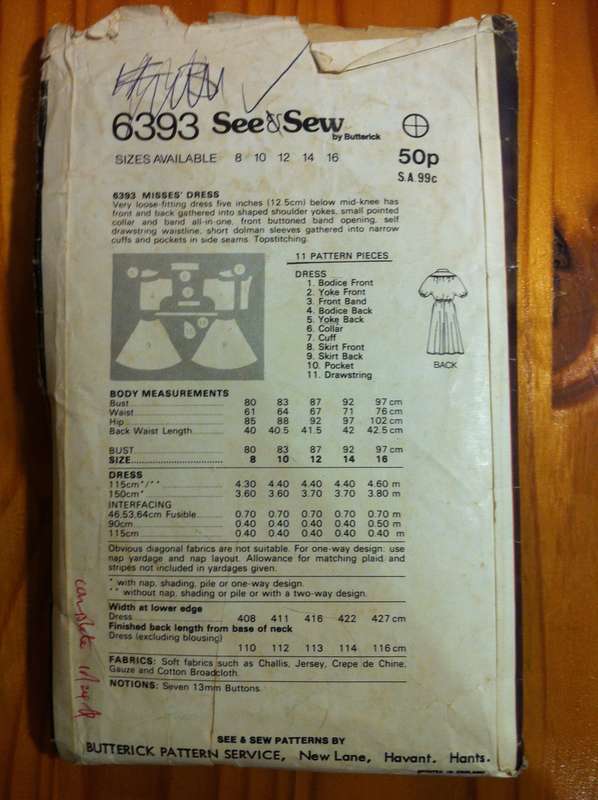 6393 See & Sew by Butterick
SIZES AVAILABLE 8 10 12 14 16 50p
S.A. 99c
6393 MISSES' DRESS
Very loose-fitting dress five inches (12.5cm) below mid-knee has
front and back gathered into shaped shoulder yokes, small pointed
collar and band all-in-one, front buttoned band opening, self
drawstring waistline, short dolman sleeves gathered into narrow
cuffs and pockets in side seams. Topstitching.
11 PATTERN PIECES
DRESS
1. Bodice Front
2. Yoke Front
3. Front Band
4. Bodice Back
5. Yoke Back
6. Collar
7. Cuff
8. Skirt Front
9. Skirt Back
10. Pocket
11. Drawstring
BACK
BODY MEASUREMENTS
Bust 80 83 87 92 97 cm
Waist 61 64 67 71 76 cm
Hip 85 88 92 97 102 cm
Back Waist Length 40 40.5 41.5 42 42.5 cm
BUST 80 83 87 92 97 cm
SIZE 8 10 12 14 16
DRESS
115cm*/** 4.30 4.40 4.40 4.40 4.60 m
150cm* 3.60 3.60 3.70 3.70 3.80 m
INTERFACING
46,53,64cm Fusible 0.70 0.70 0.70 0.70 0.70 m
90cm 0.40 0.40 0.40 0.40 0.50 m
115cm 0.40 0.40 0.40 0.40 0.40 m
Obvious diagonal fabrics are not suitable. For one-way design: use
nap yardage and nap layout. Allowance for matching plaid and
stripes not included in yardages given.
* with nap, shading, pile or one-way design.
** without nap, shading or pile or with a two-way design.
Width at lower edge
Dress 408 411 416 422 427 cm
Finished back length from base of neck
Dress (excluding blousing)
110 112 113 114 116 cm
FABRICS: Soft fabrics such as Challis, Jersey, Crepe de Chine,
Gauze and Cotton Broadcloth.
NOTIONS: Seven 13mm Buttons.
SEE & SEW PATTERNS BY
BUTTERICK PATTERN SERVICE, New Lane, Havant. Hants.
PRINTED IN ENGLAND
complete